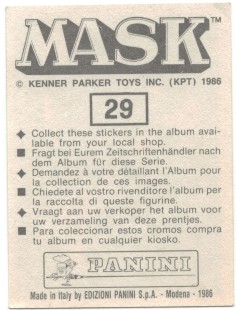 MASK™
© KENNER PARKER TOYS INC. (KPT) 1986
29
◆ Collect these stickers in the album avai-
lable from your local shop.
■ Fragt bei Eurem Zeitschriftenhändler nach
dem Album für diese Serie.
◆ Demandez à votre détaillant l'Album pour
la collection de ces images.
■ Chiedete al vostro rivenditore l'album per
la raccolta di queste figurine.
◆ Vraagt aan uw verkoper het album voor
uw verzameling van deze prentjes.
■ Para coleccionar estos cromos compra
tu album en cualquier kiosko.
PANINI
Made in Italy by EDIZIONI PANINI S.p.A. - Modena - 1986